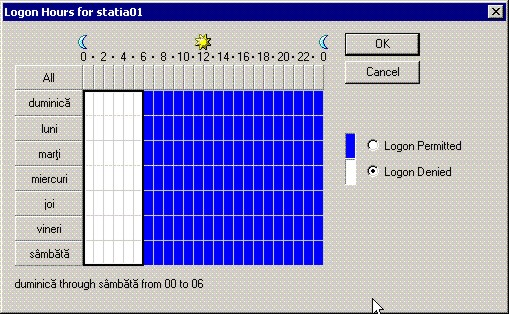 Logon Hours for statia01
0 · 2 · 4 · 6 · 8 · 10 · 12 · 14 · 16 · 18 · 20 · 22 · 0
OK
Cancel
All
duminică
luni
marţi
miercuri
joi
vineri
sâmbătă
Logon Permitted
Logon Denied
duminică through sâmbătă from 00 to 06